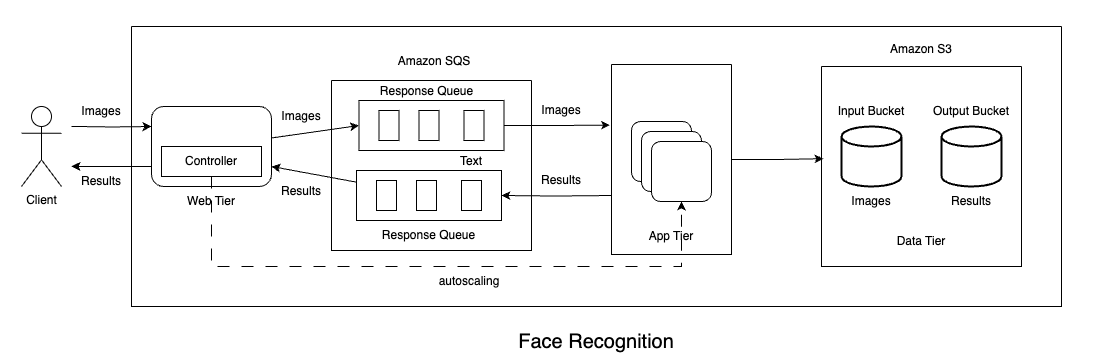 Amazon S3
Amazon SQS
Response Queue
Images
Images
Images
Input Bucket
Output Bucket
Controller
Text
Results
Results
Results
Client
Web Tier
Images
Results
Response Queue
App Tier
Data Tier
autoscaling
Face Recognition